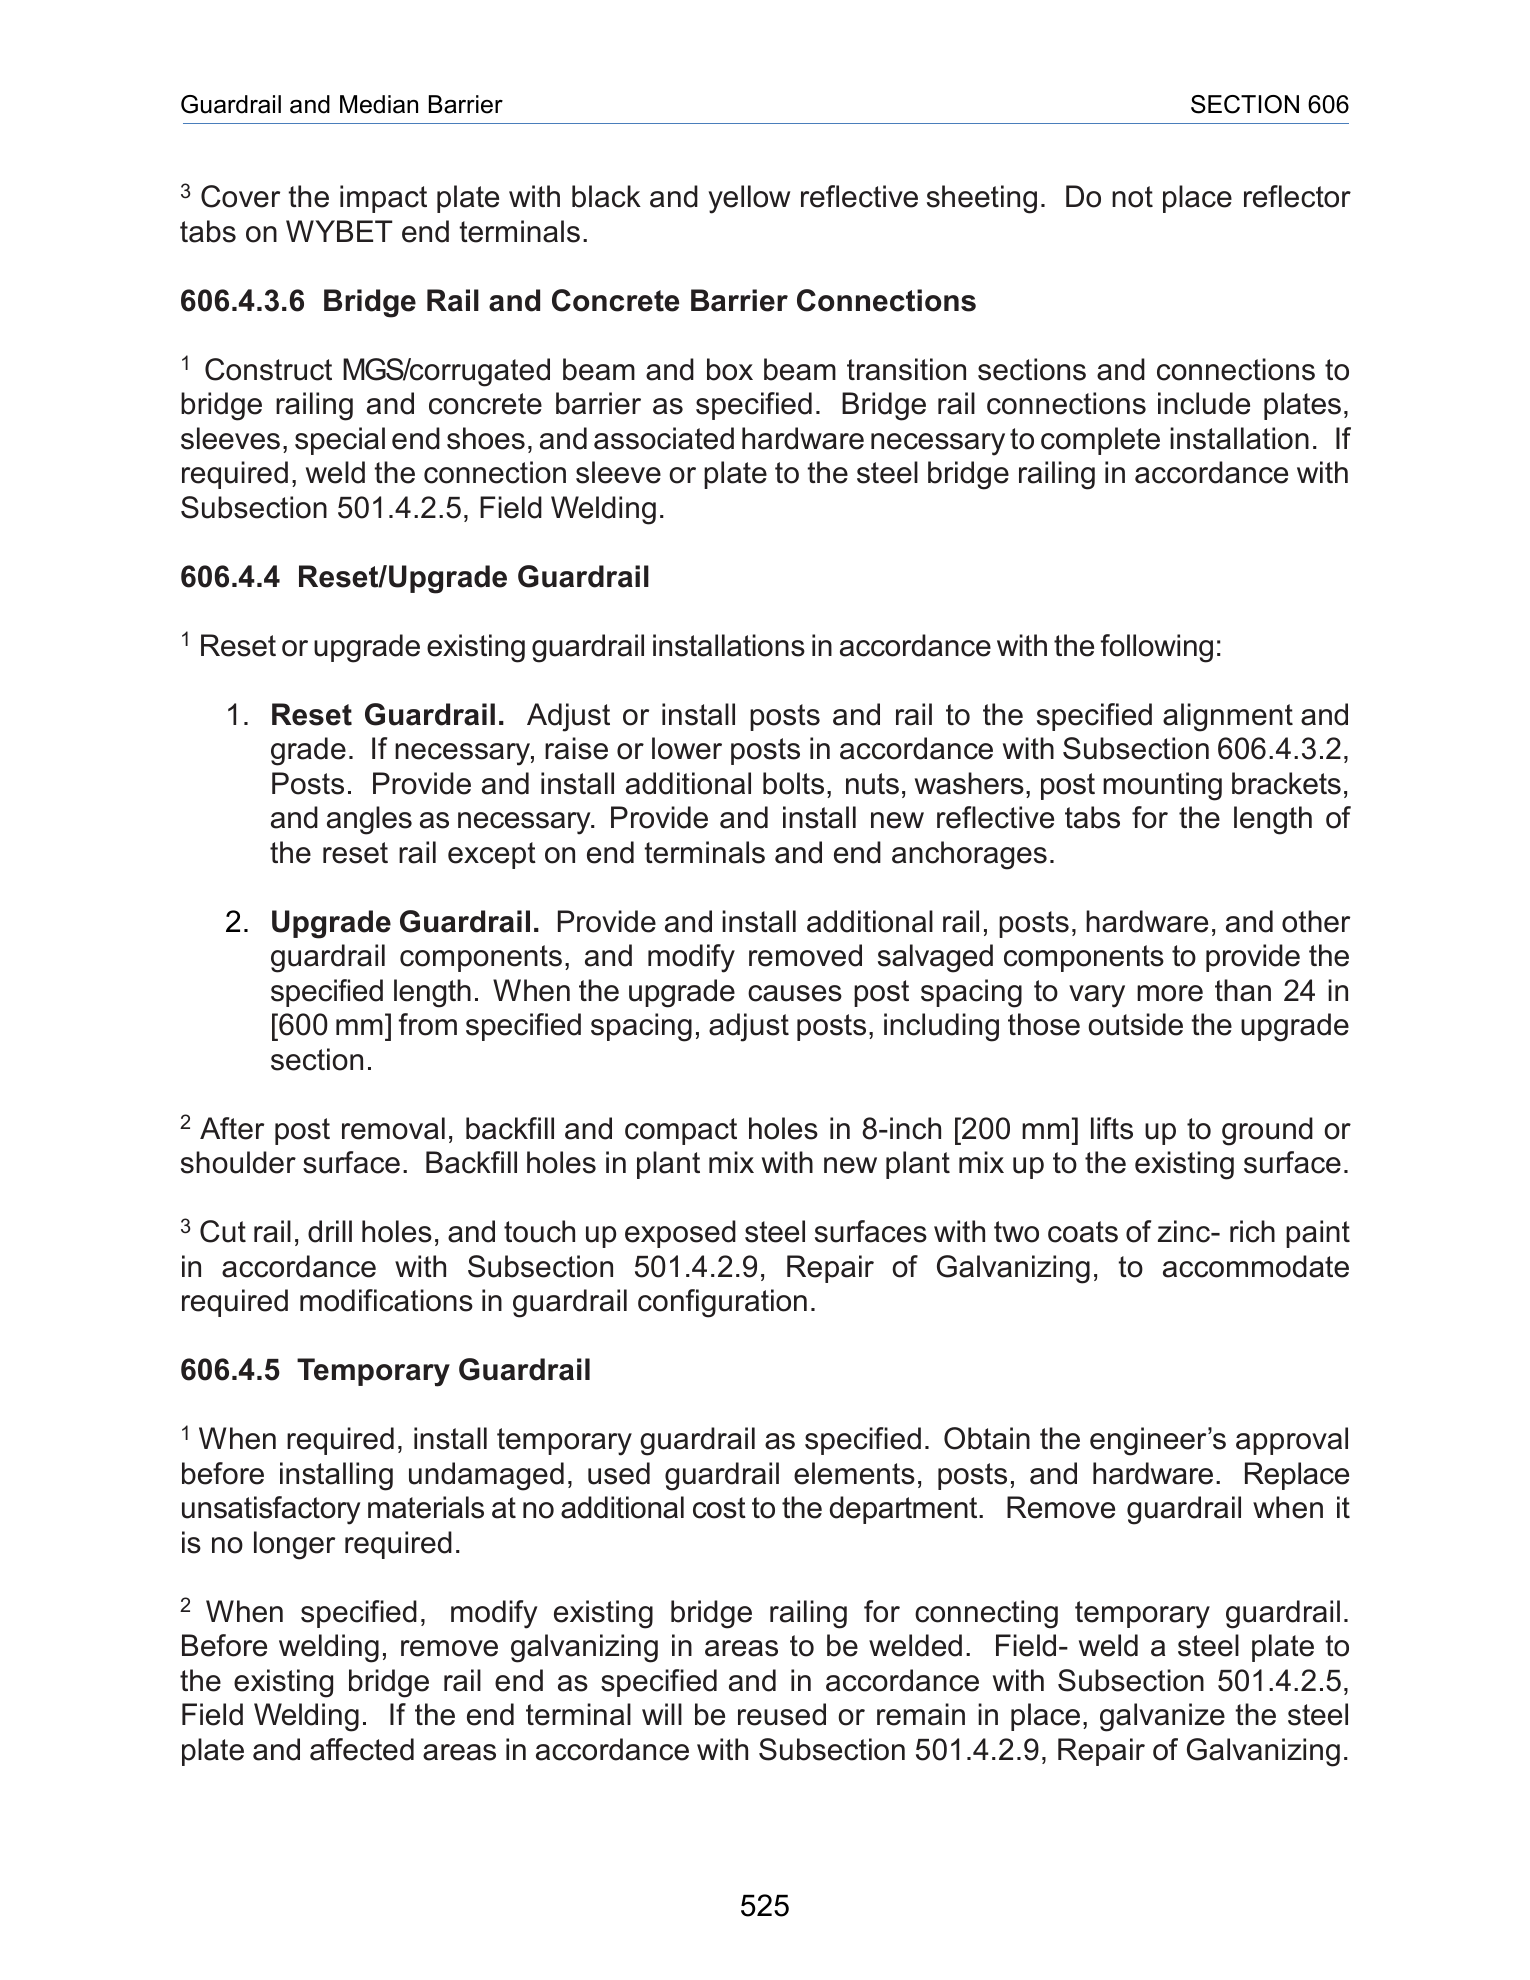 Guardrail and Median Barrier SECTION 606
3 Cover the impact plate with black and yellow reflective sheeting. Do not place reflector
tabs on WYBET end terminals.
606.4.3.6 Bridge Rail and Concrete Barrier Connections
1 Construct MGS/corrugated beam and box beam transition sections and connections to
bridge railing and concrete barrier as specified. Bridge rail connections include plates,
sleeves, special end shoes, and associated hardware necessary to complete installation. If
required, weld the connection sleeve or plate to the steel bridge railing in accordance with
Subsection 501.4.2.5, Field Welding.
606.4.4 Reset/Upgrade Guardrail
1 Reset or upgrade existing guardrail installations in accordance with the following:
1. Reset Guardrail. Adjust or install posts and rail to the specified alignment and
grade. If necessary, raise or lower posts in accordance with Subsection 606.4.3.2,
Posts. Provide and install additional bolts, nuts, washers, post mounting brackets,
and angles as necessary. Provide and install new reflective tabs for the length of
the reset rail except on end terminals and end anchorages.
2. Upgrade Guardrail. Provide and install additional rail, posts, hardware, and other
guardrail components, and modify removed salvaged components to provide the
specified length. When the upgrade causes post spacing to vary more than 24 in
[600 mm] from specified spacing, adjust posts, including those outside the upgrade
section.
2 After post removal, backfill and compact holes in 8-inch [200 mm] lifts up to ground or
shoulder surface. Backfill holes in plant mix with new plant mix up to the existing surface.
3 Cut rail, drill holes, and touch up exposed steel surfaces with two coats of zinc- rich paint
in accordance with Subsection 501.4.2.9, Repair of Galvanizing, to accommodate
required modifications in guardrail configuration.
606.4.5 Temporary Guardrail
1 When required, install temporary guardrail as specified. Obtain the engineer’s approval
before installing undamaged, used guardrail elements, posts, and hardware. Replace
unsatisfactory materials at no additional cost to the department. Remove guardrail when it
is no longer required.
2 When specified, modify existing bridge railing for connecting temporary guardrail.
Before welding, remove galvanizing in areas to be welded. Field- weld a steel plate to
the existing bridge rail end as specified and in accordance with Subsection 501.4.2.5,
Field Welding. If the end terminal will be reused or remain in place, galvanize the steel
plate and affected areas in accordance with Subsection 501.4.2.9, Repair of Galvanizing.
525